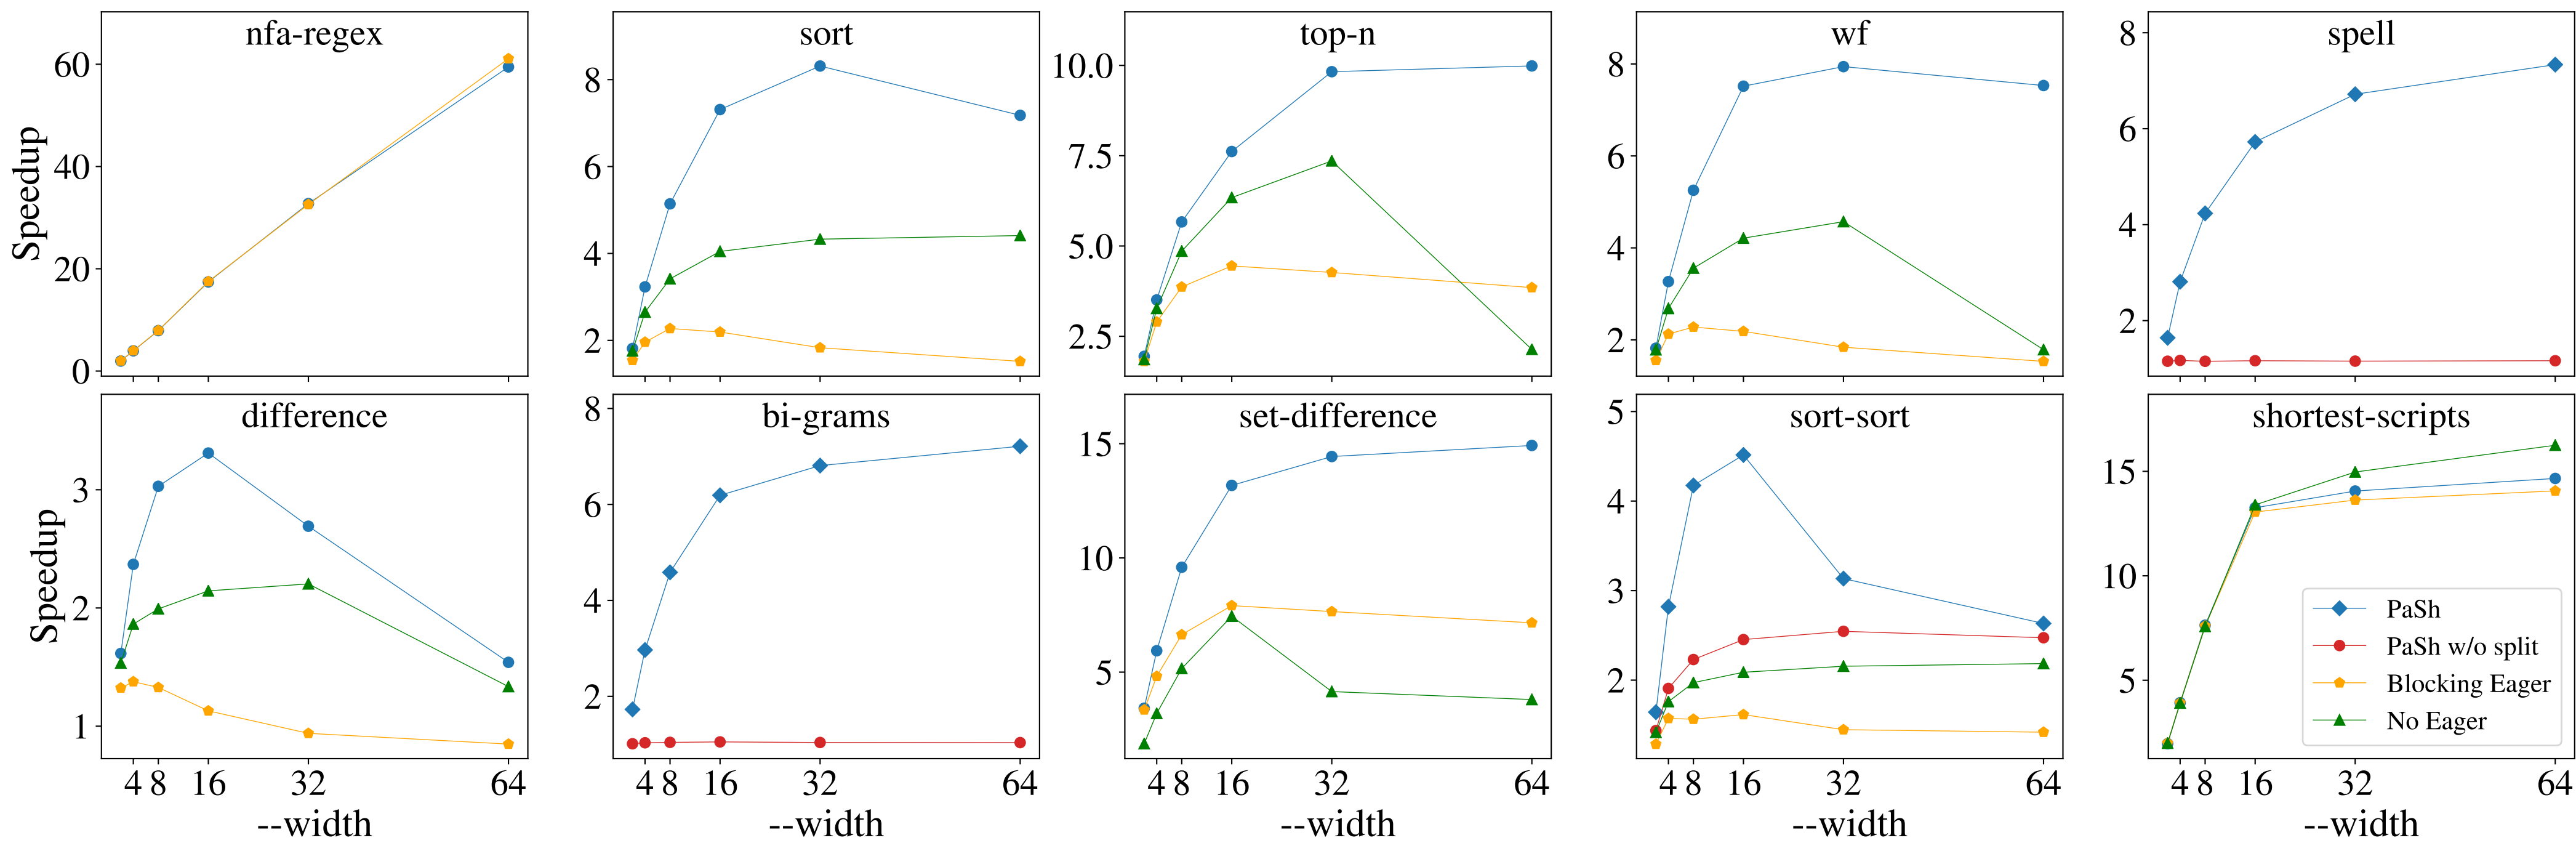 nfa-regex
Speedup
60
40
20
0
sort
8
6
4
2
top-n
10.0
7.5
5.0
2.5
wf
8
6
4
2
spell
8
6
4
2
difference
Speedup
3
2
1
4 8 16 32 64
--width
bi-grams
8
6
4
2
4 8 16 32 64
--width
set-difference
15
10
5
4 8 16 32 64
--width
sort-sort
5
4
3
2
4 8 16 32 64
--width
shortest-scripts
15
10
5
PaSh
PaSh w/o split
Blocking Eager
No Eager
4 8 16 32 64
--width